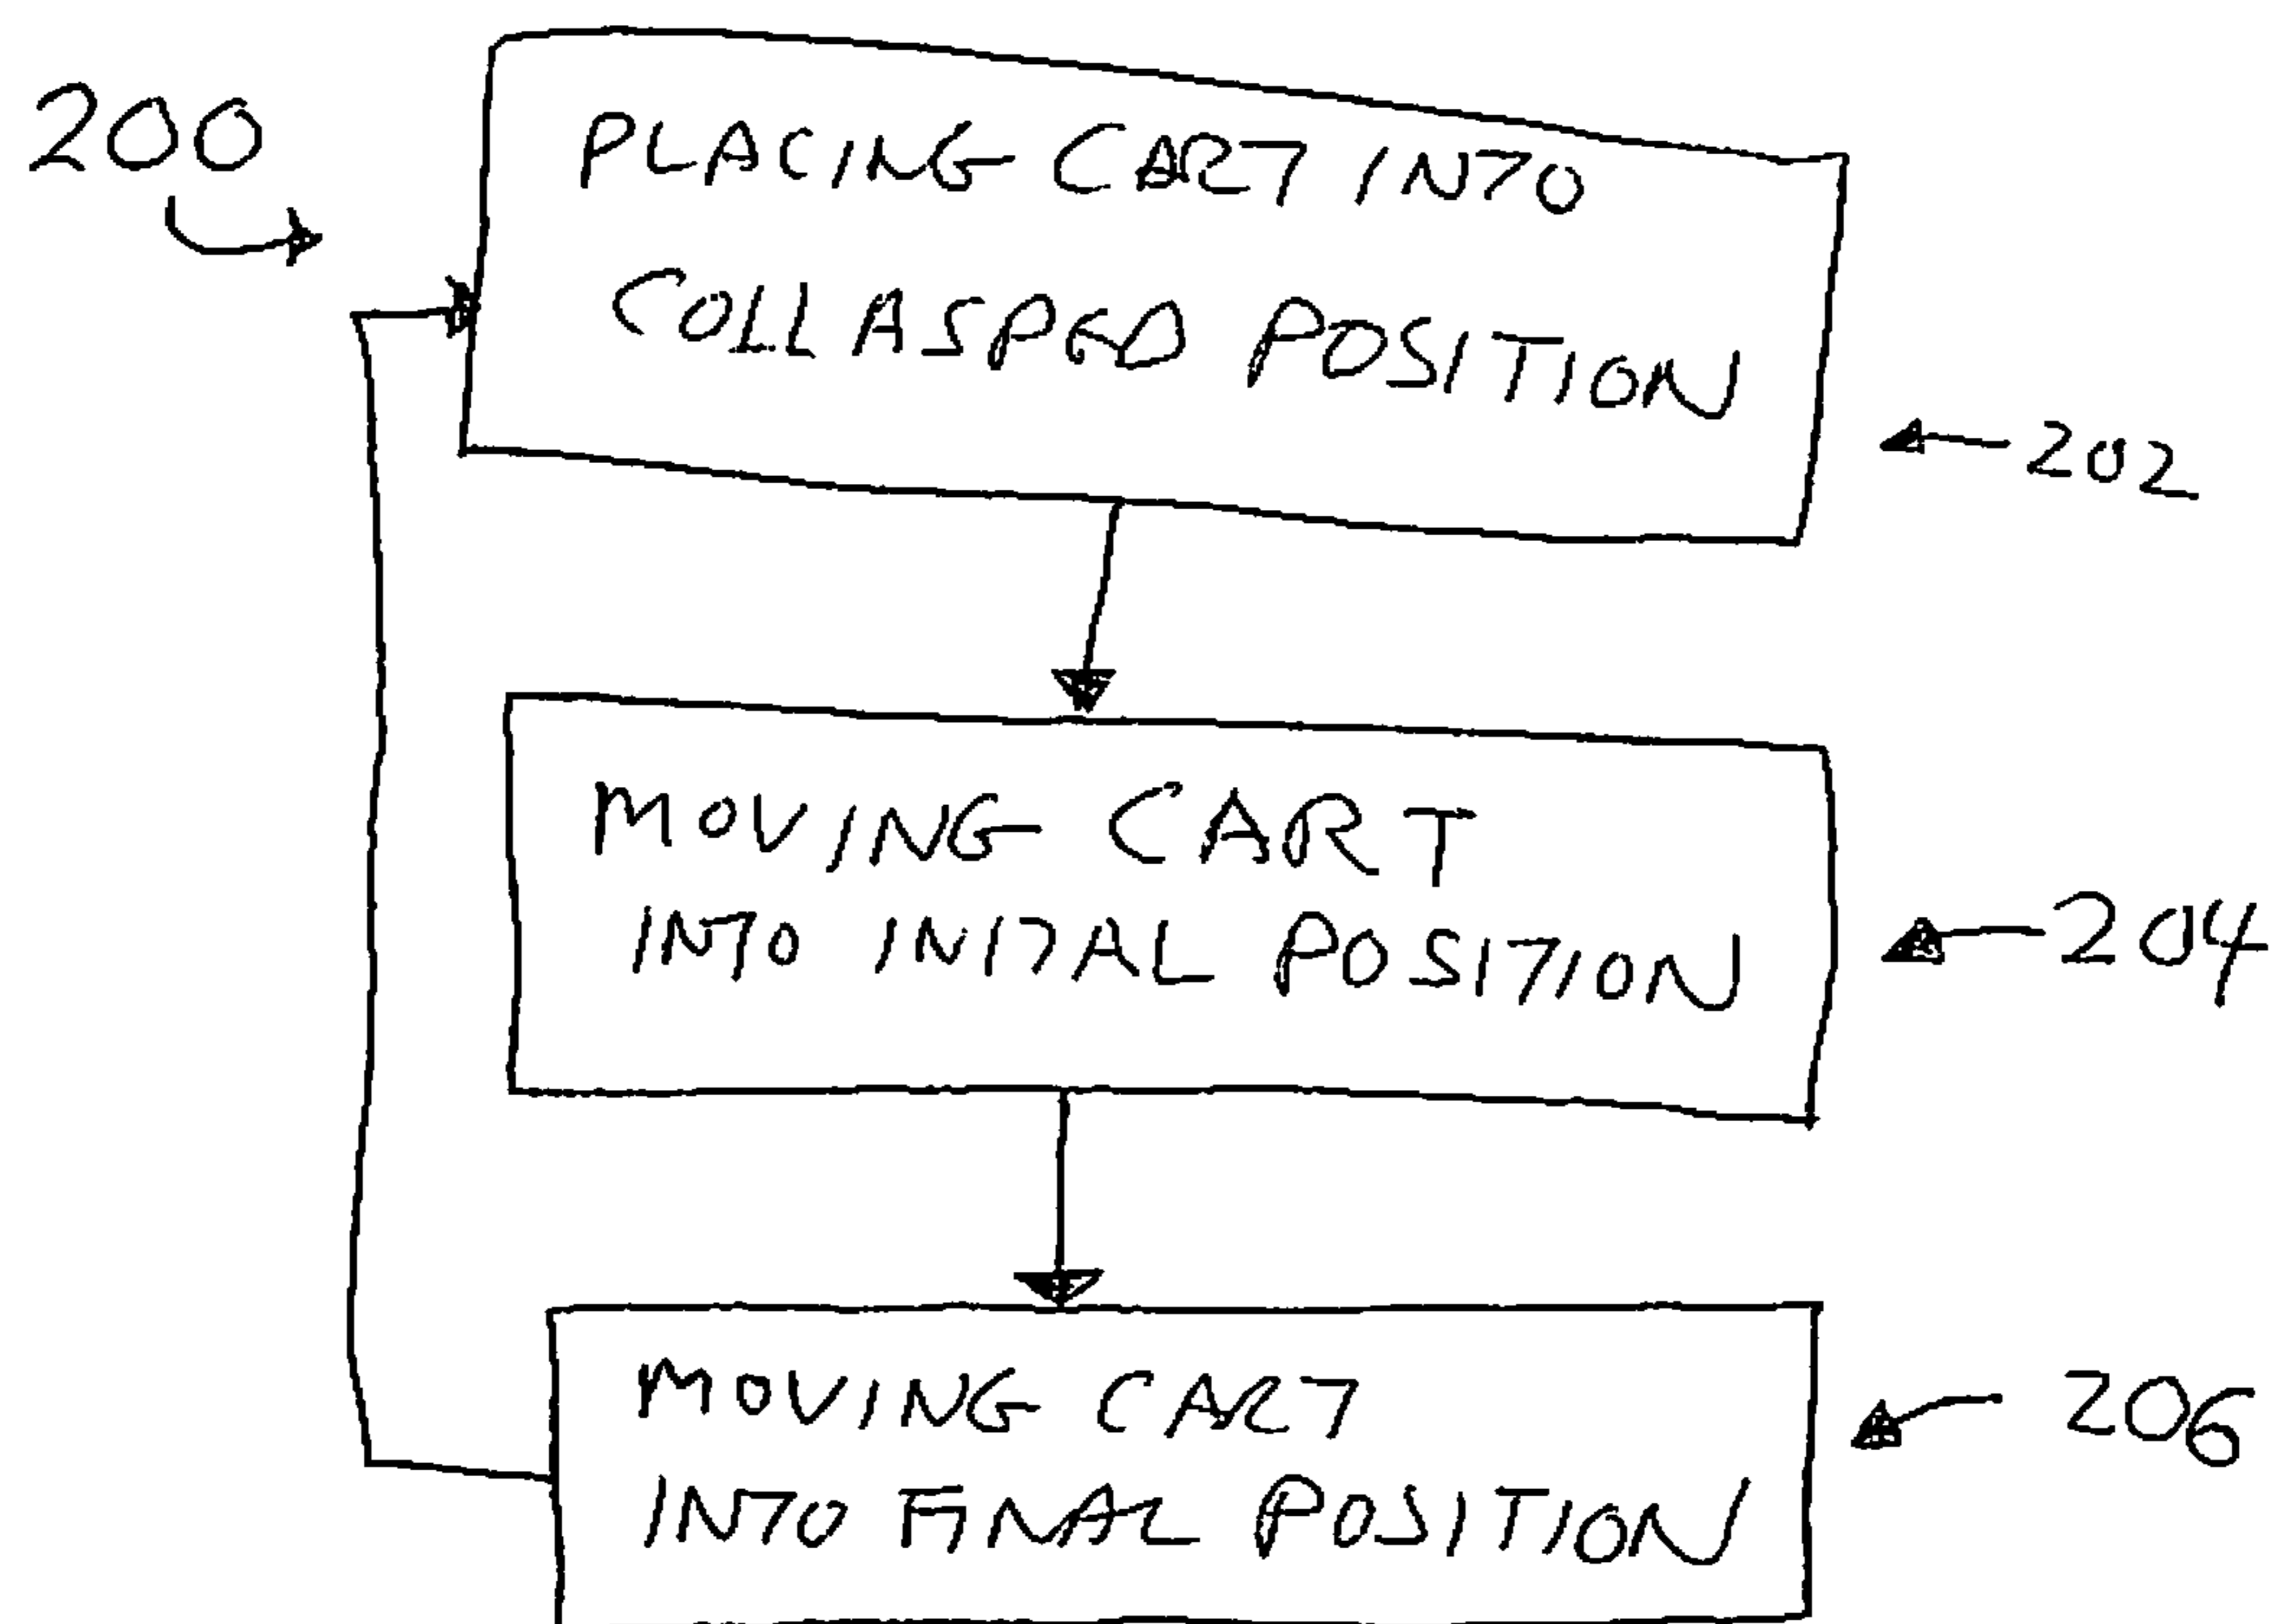 200
PLACING CART INTO
COLLASPED POSITION
202
MOVING CART
INTO INITAL POSITION
204
MOVING CART
INTO FINAL POSITION
206